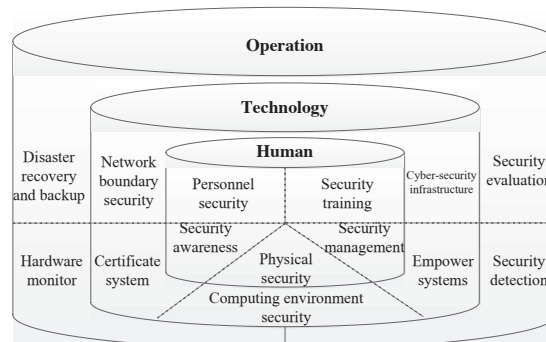 Operation
Technology
Human
Disaster
recovery
and backup
Network
boundary
security
Personnel
security
Security
training
Cyber-security
infrastructure
Security
evaluation
Security
awareness
Security
management
Hardware
monitor
Certificate
system
Physical
security
Empower
systems
Security
detection
Computing environment
security